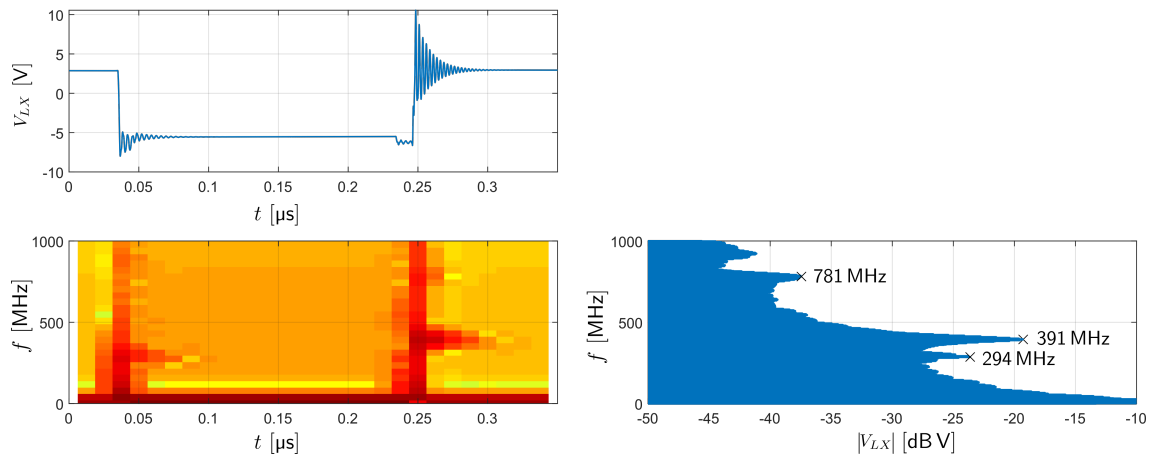 10
5
0
-5
-10
V_LX [V]
0 0.05 0.1 0.15 0.2 0.25 0.3
t [µs]
1000
500
0
f [MHz]
0 0.05 0.1 0.15 0.2 0.25 0.3
t [µs]
1000
500
0
f [MHz]
781 MHz
391 MHz
294 MHz
-50 -45 -40 -35 -30 -25 -20 -15 -10
|V_LX| [dB V]